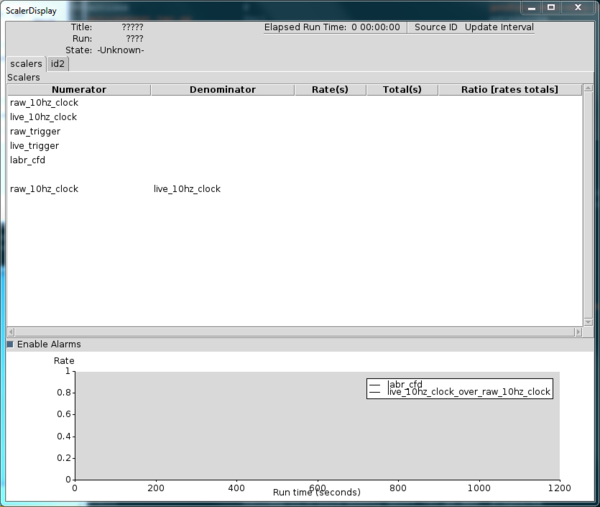 ScalerDisplay
Title: ????? Elapsed Run Time: 0 00:00:00 Source ID Update Interval
Run: ????
State: -Unknown-
scalers id2
Scalers
Numerator Denominator Rate(s) Total(s) Ratio [rates totals]
raw_10hz_clock
live_10hz_clock
raw_trigger
live_trigger
labr_cfd
raw_10hz_clock live_10hz_clock
Enable Alarms
Rate
1
0.8
0.6
0.4
0.2
0
labr_cfd
live_10hz_clock_over_raw_10hz_clock
0 200 400 600 800 1000 1200
Run time (seconds)